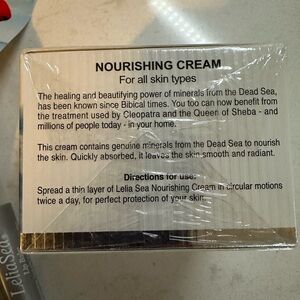 NOURISHING CREAM
For all skin types
The healing and beautifying power of minerals from the Dead Sea,
has been known since Bibical times. You too can now benefit from
the treatment used by Cleopatra and the Queen of Sheba - and
millions of people today - in your home.
This cream contains genuine minerals from the Dead Sea to nourish
the skin. Quickly absorbed, it leaves the skin smooth and radiant.
Directions for use:
Spread a thin layer of Lelia Sea Nourishing Cream in circular motions
twice a day, for perfect protection of your skin.
LeliaSea